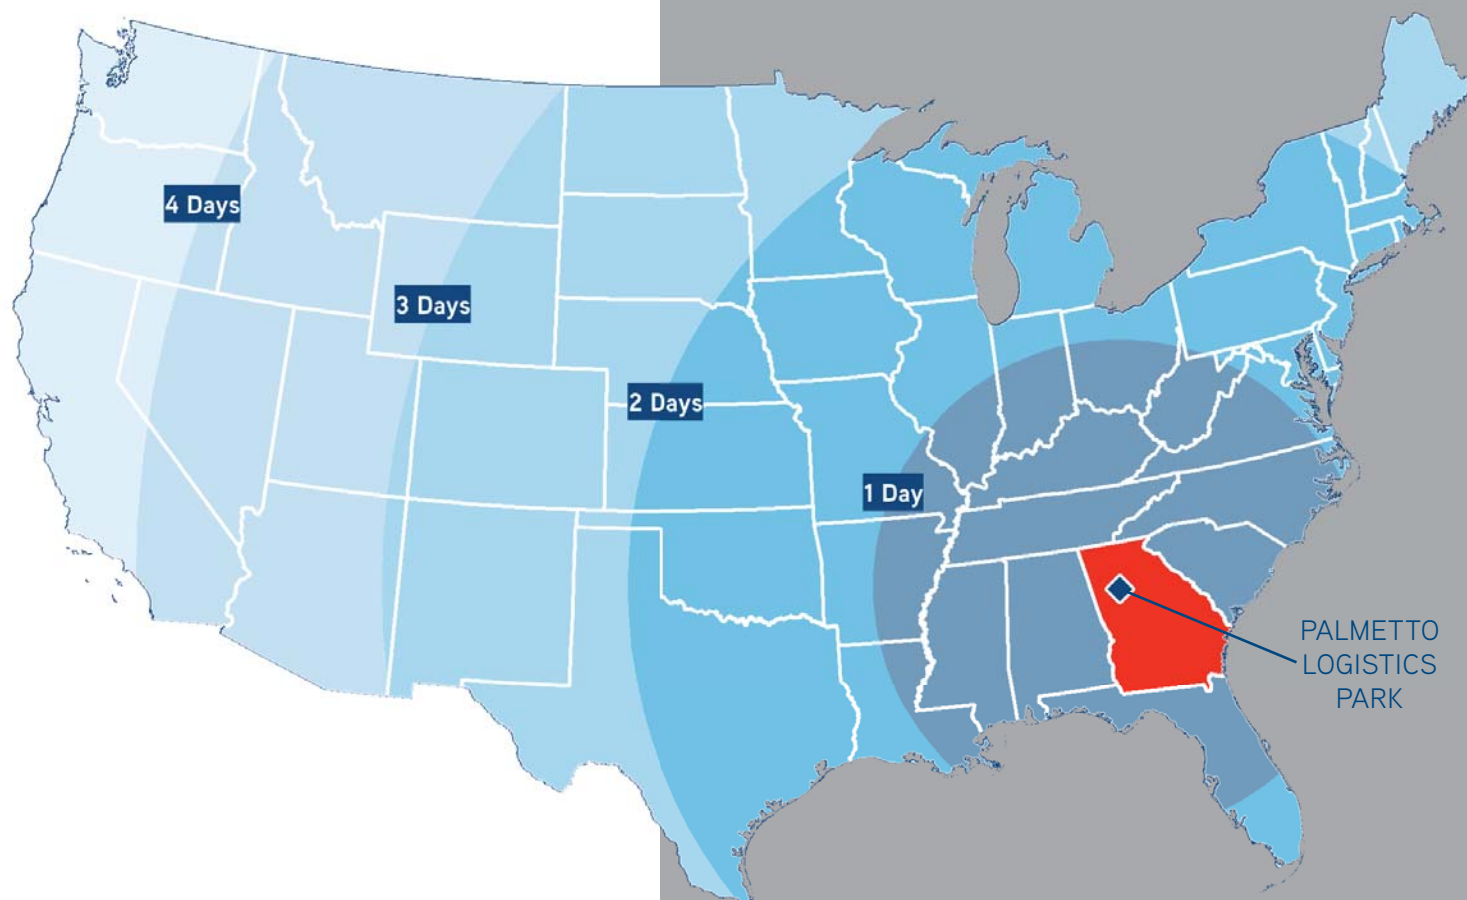 4 Days
3 Days
2 Days
1 Day
PALMETTO
LOGISTICS
PARK